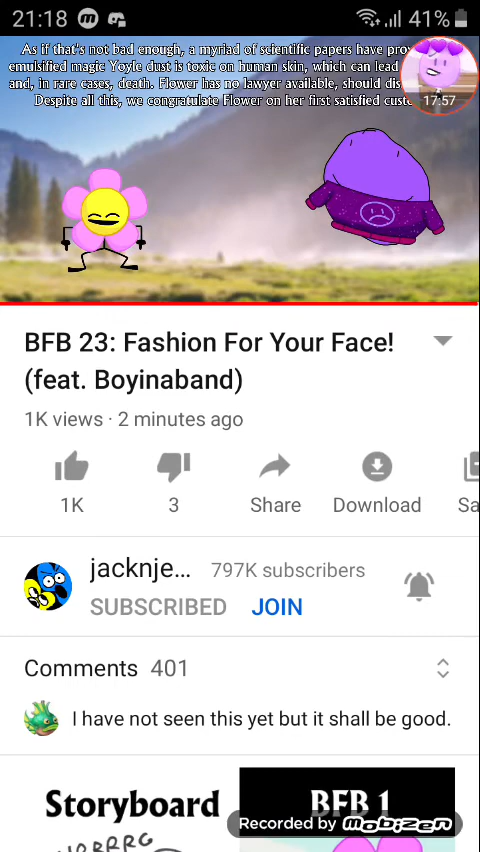 21:18
41%
As if that's not bad enough, a myriad of scientific papers have
emulsified magic Yoyle dust is toxic on human skin, which can lead
and, in rare cases, death. Flower has no lawyer available, should
Despite all this, we congratulate Flower on her first satisfied
17:57
BFB 23: Fashion For Your Face!
(feat. Boyinaband)
1K views · 2 minutes ago
1K
3
Share
Download
Sa
jacknje...
797K subscribers
SUBSCRIBED
JOIN
Comments 401
I have not seen this yet but it shall be good.
Storyboard
BFB 1
Recorded by mobizen